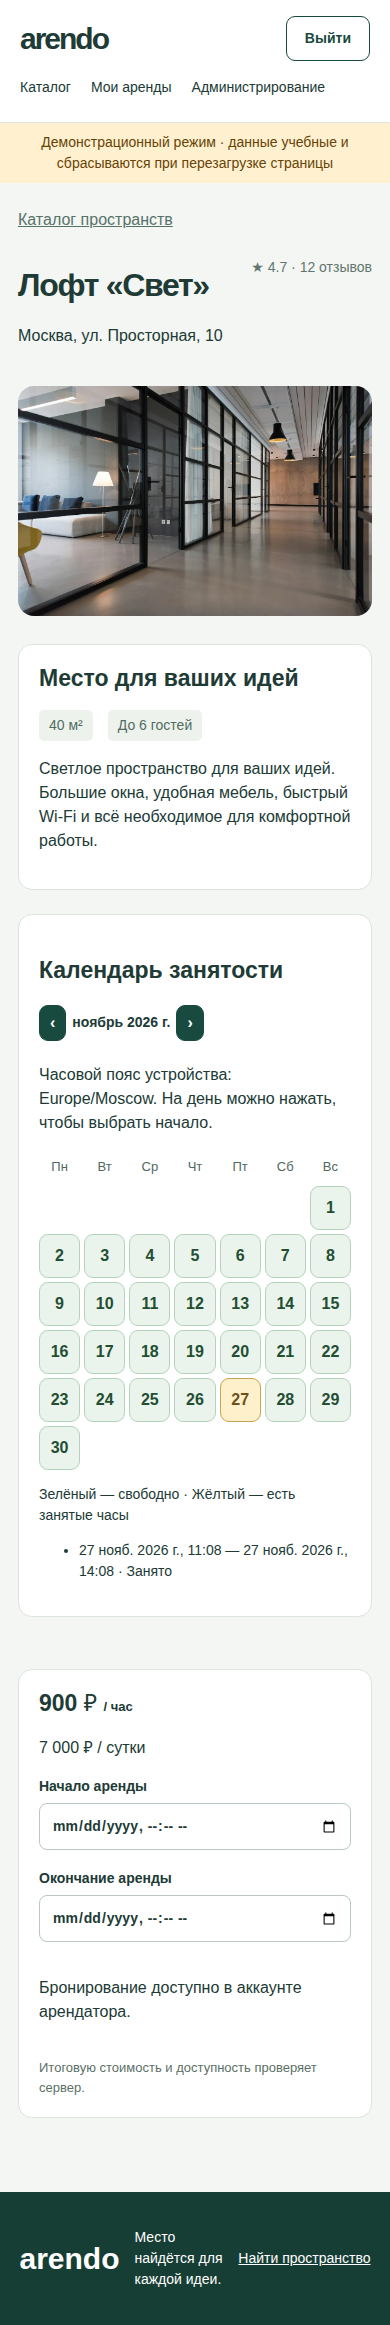 arendo
Выйти
Каталог Мои аренды Администрирование
Демонстрационный режим · данные учебные и
сбрасываются при перезагрузке страницы
Каталог пространств
★ 4.7 · 12 отзывов
Лофт «Свет»
Москва, ул. Просторная, 10
Место для ваших идей
40 м² До 6 гостей
Светлое пространство для ваших идей.
Большие окна, удобная мебель, быстрый
Wi-Fi и всё необходимое для комфортной
работы.
Календарь занятости
‹ ноябрь 2026 г. ›
Часовой пояс устройства:
Europe/Moscow. На день можно нажать,
чтобы выбрать начало.
Пн Вт Ср Чт Пт Сб Вс
1
2 3 4 5 6 7 8
9 10 11 12 13 14 15
16 17 18 19 20 21 22
23 24 25 26 27 28 29
30
Зелёный — свободно · Жёлтый — есть
занятые часы
• 27 нояб. 2026 г., 11:08 — 27 нояб. 2026 г.,
14:08 · Занято
900 ₽ / час
7 000 ₽ / сутки
Начало аренды
mm/dd/yyyy, --:-- --
Окончание аренды
mm/dd/yyyy, --:-- --
Бронирование доступно в аккаунте
арендатора.
Итоговую стоимость и доступность проверяет
сервер.
arendo
Место
найдётся для
каждой идеи.
Найти пространство